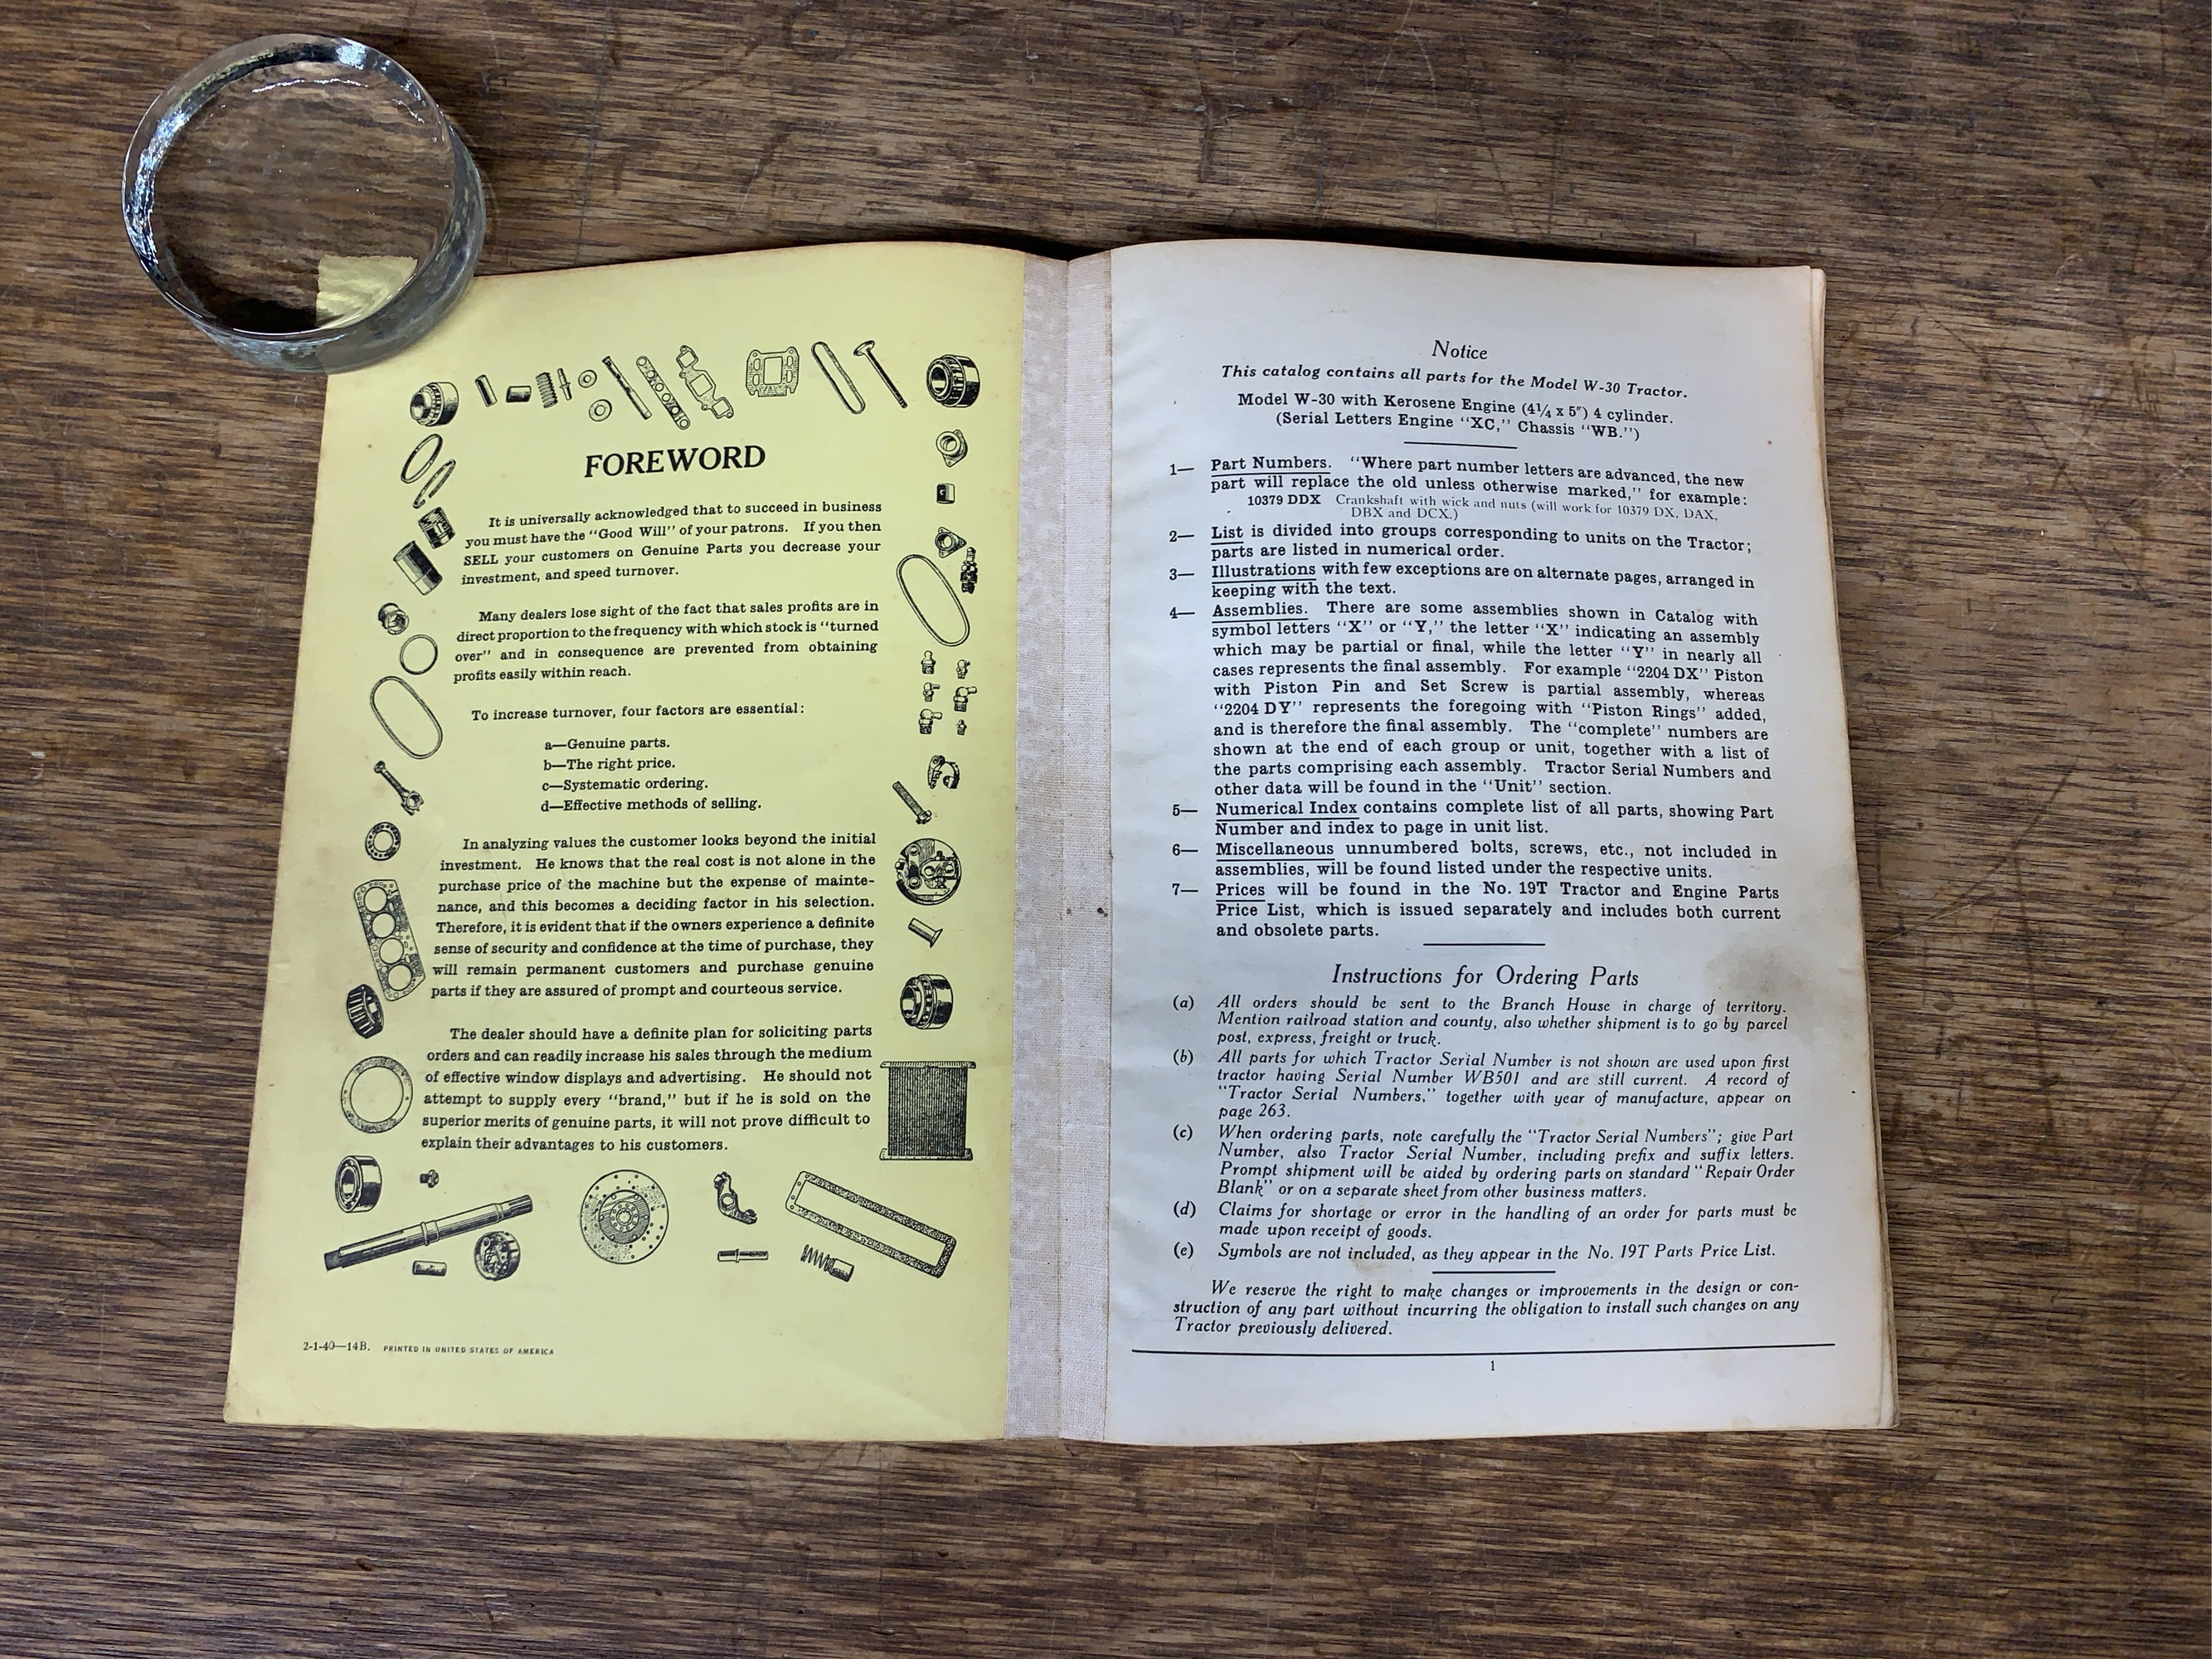 FOREWORD
It is universally acknowledged that to succeed in business
you must have the “Good Will” of your patrons. If you then
SELL your customers on Genuine Parts you decrease your
investment, and speed turnover.
Many dealers lose sight of the fact that sales profits are in
direct proportion to the frequency with which stock is “turned
over” and in consequence are prevented from obtaining
profits easily within reach.
To increase turnover, four factors are essential:
a—Genuine parts.
b—The right price.
c—Systematic ordering.
d—Effective methods of selling.
In analyzing values the customer looks beyond the initial
investment. He knows that the real cost is not alone in the
purchase price of the machine but the expense of mainte-
nance, and this becomes a deciding factor in his selection.
Therefore, it is evident that if the owners experience a definite
sense of security and confidence at the time of purchase, they
will remain permanent customers and purchase genuine
parts if they are assured of prompt and courteous service.
The dealer should have a definite plan for soliciting parts
orders and can readily increase his sales through the medium
of effective window displays and advertising. He should not
attempt to supply every “brand,” but if he is sold on the
superior merits of genuine parts, it will not prove difficult to
explain their advantages to his customers.
2-1-40—14B. PRINTED IN UNITED STATES OF AMERICA
Notice
This catalog contains all parts for the Model W-30 Tractor.
Model W-30 with Kerosene Engine (4¼ x 5″) 4 cylinder.
(Serial Letters Engine “XC,” Chassis “WB.”)
1— Part Numbers. “Where part number letters are advanced, the new
part will replace the old unless otherwise marked,” for example:
10379 DDX Crankshaft with wick and nuts (will work for 10379 DX, DAX,
DBX and DCX.)
2— List is divided into groups corresponding to units on the Tractor;
parts are listed in numerical order.
3— Illustrations with few exceptions are on alternate pages, arranged in
keeping with the text.
4— Assemblies. There are some assemblies shown in Catalog with
symbol letters “X” or “Y,” the letter “X” indicating an assembly
which may be partial or final, while the letter “Y” in nearly all
cases represents the final assembly. For example “2204 DX” Piston
with Piston Pin and Set Screw is partial assembly, whereas
“2204 DY” represents the foregoing with “Piston Rings” added,
and is therefore the final assembly. The “complete” numbers are
shown at the end of each group or unit, together with a list of
the parts comprising each assembly. Tractor Serial Numbers and
other data will be found in the “Unit” section.
5— Numerical Index contains complete list of all parts, showing Part
Number and index to page in unit list.
6— Miscellaneous unnumbered bolts, screws, etc., not included in
assemblies, will be found listed under the respective units.
7— Prices will be found in the No. 19T Tractor and Engine Parts
Price List, which is issued separately and includes both current
and obsolete parts.
Instructions for Ordering Parts
(a) All orders should be sent to the Branch House in charge of territory.
Mention railroad station and county, also whether shipment is to go by parcel
post, express, freight or truck.
(b) All parts for which Tractor Serial Number is not shown are used upon first
tractor having Serial Number WB501 and are still current. A record of
“Tractor Serial Numbers,” together with year of manufacture, appear on
page 263.
(c) When ordering parts, note carefully the “Tractor Serial Numbers”; give Part
Number, also Tractor Serial Number, including prefix and suffix letters.
Prompt shipment will be aided by ordering parts on standard “Repair Order
Blank” or on a separate sheet from other business matters.
(d) Claims for shortage or error in the handling of an order for parts must be
made upon receipt of goods.
(e) Symbols are not included, as they appear in the No. 19T Parts Price List.
We reserve the right to make changes or improvements in the design or con-
struction of any part without incurring the obligation to install such changes on any
Tractor previously delivered.
1